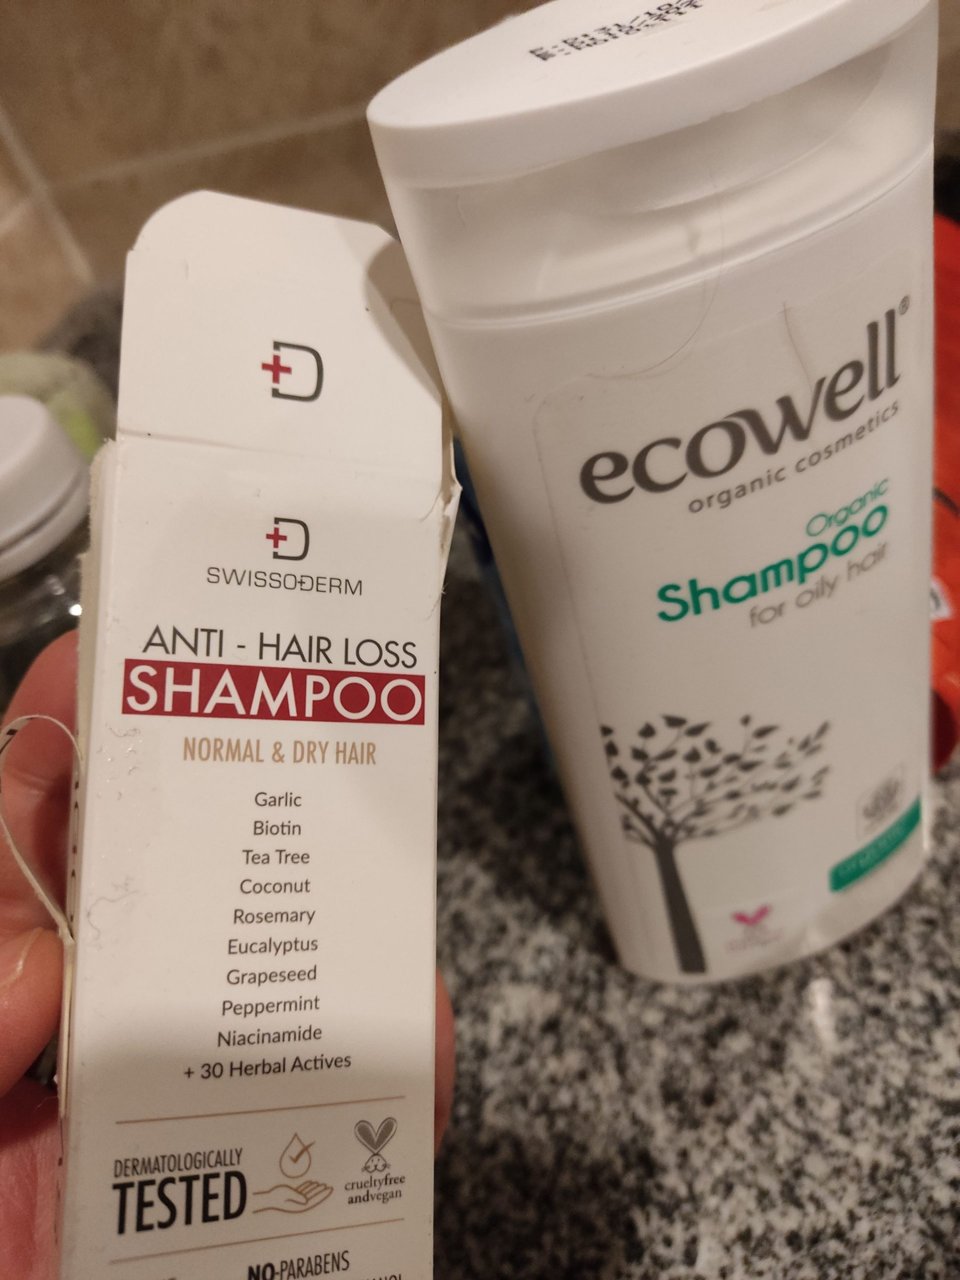 SWISSODERM
ANTI - HAIR LOSS
SHAMPOO
NORMAL & DRY HAIR
Garlic
Biotin
Tea Tree
Coconut
Rosemary
Eucalyptus
Grapeseed
Peppermint
Niacinamide
+ 30 Herbal Actives
DERMATOLOGICALLY
TESTED
crueltyfree
andvegan
NO-PARABENS
ecowell®
organic cosmetics
Organic
Shampoo
for oily hair